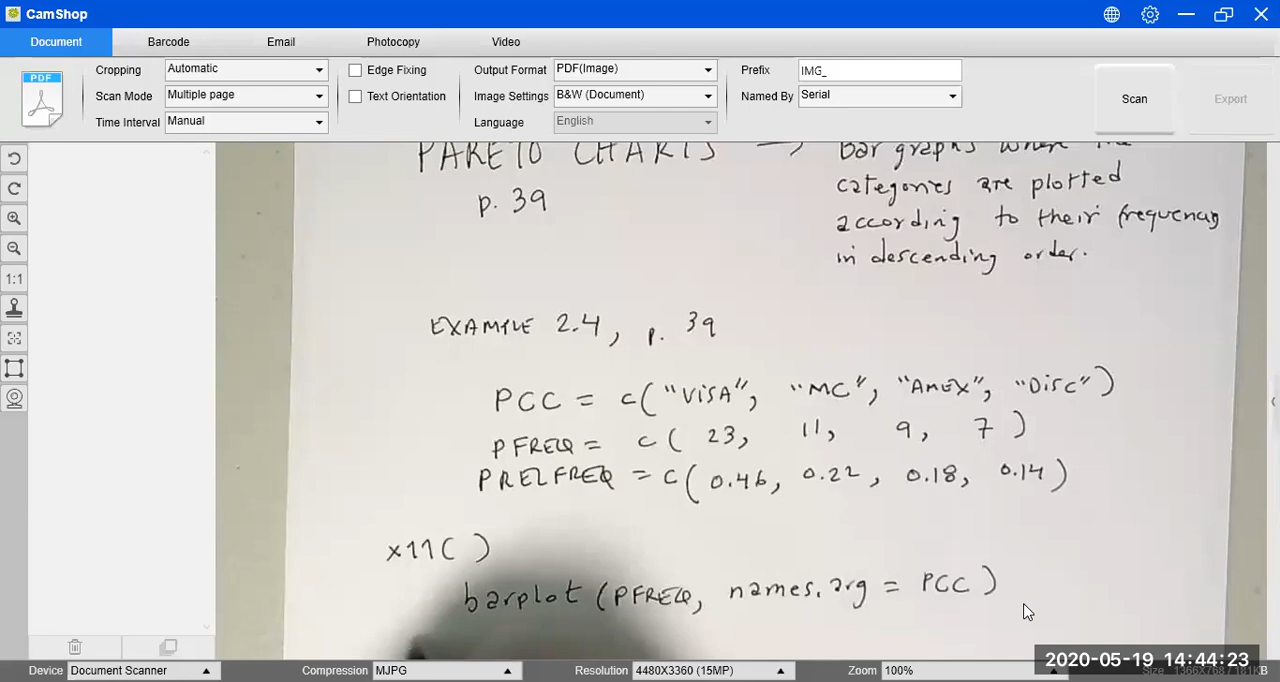 CamShop
Document Barcode Email Photocopy Video
PDF
Cropping Automatic Edge Fixing Output Format PDF(Image) Prefix IMG_
Scan Mode Multiple page Text Orientation Image Settings B&W (Document) Named By Serial Scan Export
Time Interval Manual Language English
PARETO CHARTS → Bar graphs where the
categories are plotted
p. 39
according to their frequency
in descending order.
EXAMPLE 2.4, p. 39
PCC = c("VISA", "MC", "AMEX", "DISC")
PFREQ = c( 23, 11, 9, 7 )
PRELFREQ = c( 0.46, 0.22, 0.18, 0.14 )
x11( )
barplot (PFREQ, names.arg = PCC )
1:1
2020-05-19 14:44:23
Device Document Scanner Compression MJPG Resolution 4480X3360 (15MP) Zoom 100%